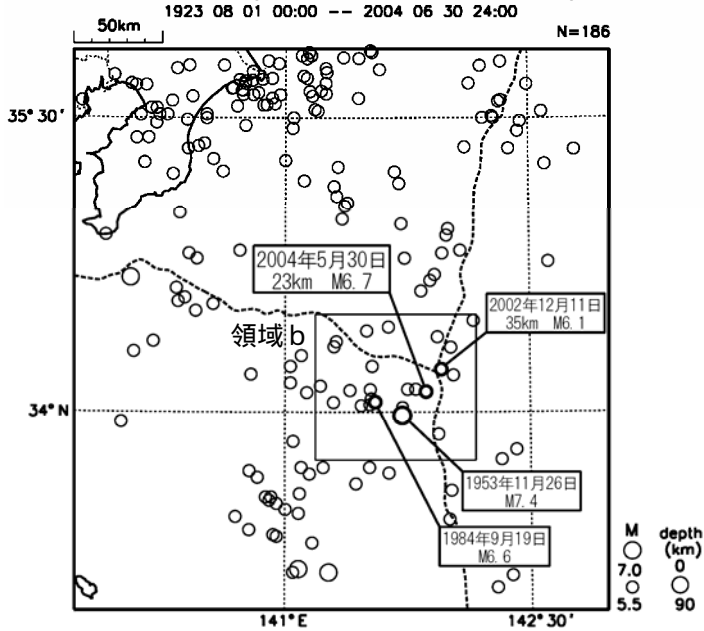 1923 08 01 00:00 -- 2004 06 30 24:00
50km
N=186
35°30′
2004年5月30日
23km M6.7
2002年12月11日
35km M6.1
領域b
34°N
1953年11月26日
M7.4
1984年9月19日
M6.6
M
depth
(km)
7.0
0
5.5
90
141°E
142°30′